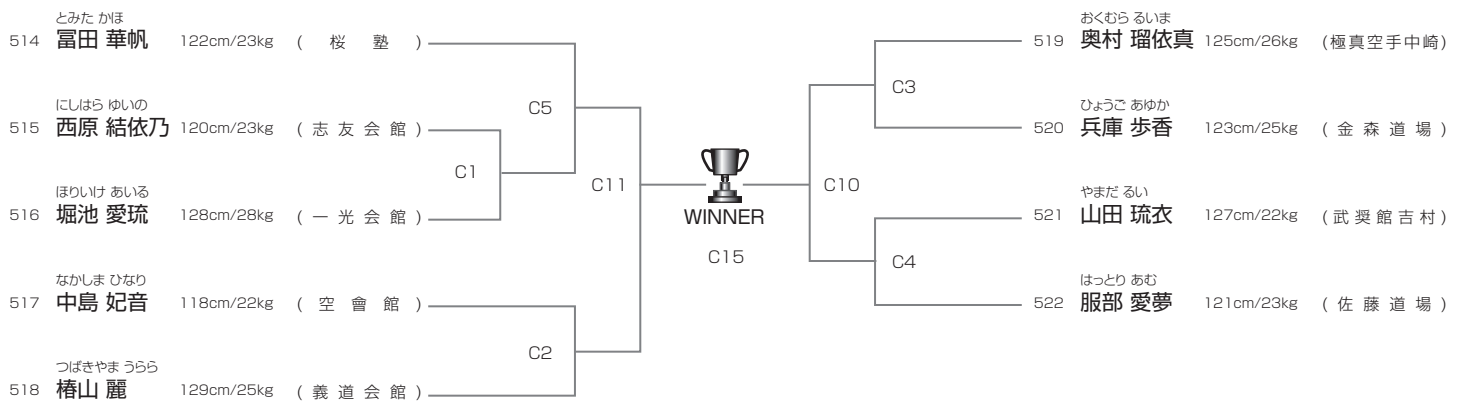 とみた かほ
514 冨田 華帆 122cm/23kg (桜塾)
C5
にしはら ゆいの
515 西原 結依乃 120cm/23kg (志友会館)
C1
ほりいけ あいる
516 堀池 愛琉 128cm/28kg (一光会館)
C11
なかしま ひなり
517 中島 妃音 118cm/22kg (空會館)
C2
つばきやま うらら
518 椿山 麗 129cm/25kg (義道会館)
WINNER
C15
おくむら るいま
519 奥村 瑠依真 125cm/26kg (極真空手中崎)
C3
ひょうご あゆか
520 兵庫 歩香 123cm/25kg (金森道場)
C10
やまだ るい
521 山田 琉衣 127cm/22kg (武奨館吉村)
C4
はっとり あむ
522 服部 愛夢 121cm/23kg (佐藤道場)